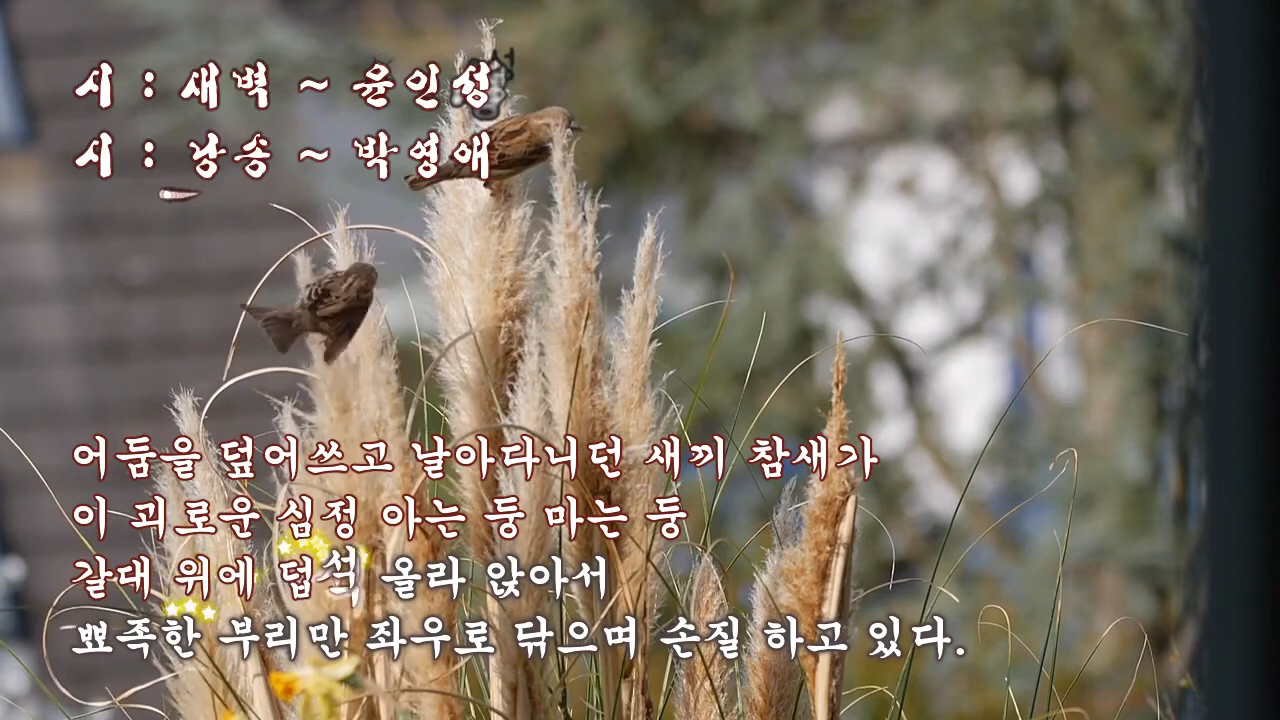 시 : 새벽 ~ 윤인성
시 : 낭송 ~ 박영애
어둠을 덮어쓰고 날아다니던 새끼 참새가
이 괴로운 심정 아는 둥 마는 둥
갈대 위에 덥석 올라 앉아서
뾰족한 부리만 좌우로 닦으며 손질 하고 있다.